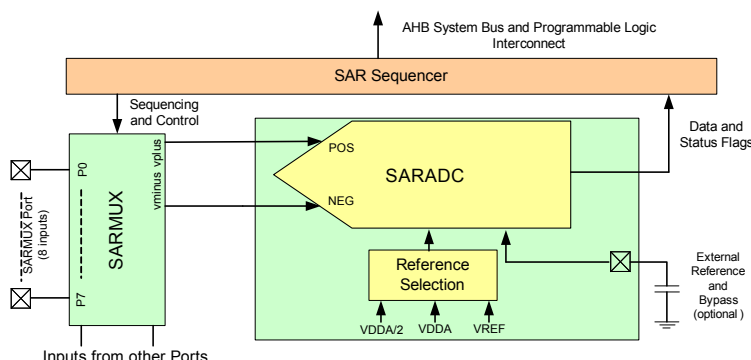 AHB System Bus and Programmable Logic
Interconnect
SAR Sequencer
Sequencing
and Control
Data and
Status Flags
vminus vplus
POS
NEG
SARADC
P0
P7
SARMUX
SARMUX Port
(8 inputs)
Reference
Selection
External
Reference
and
Bypass
(optional )
VDDA/2
VDDA
VREF
Inputs from other Ports